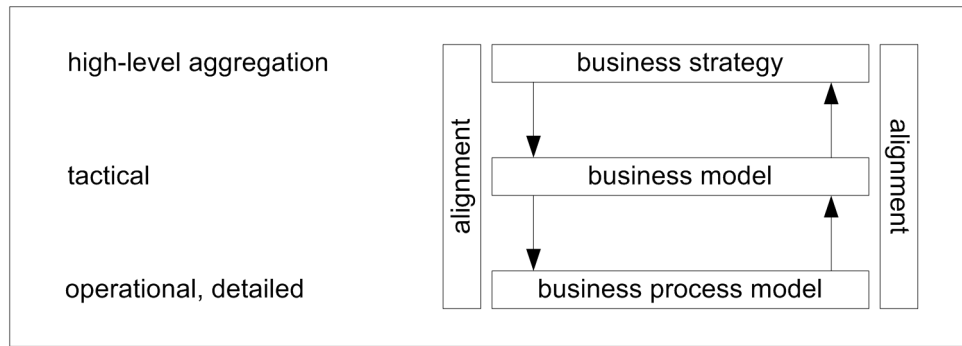 high-level aggregation
business strategy
tactical
business model
operational, detailed
business process model
alignment
alignment